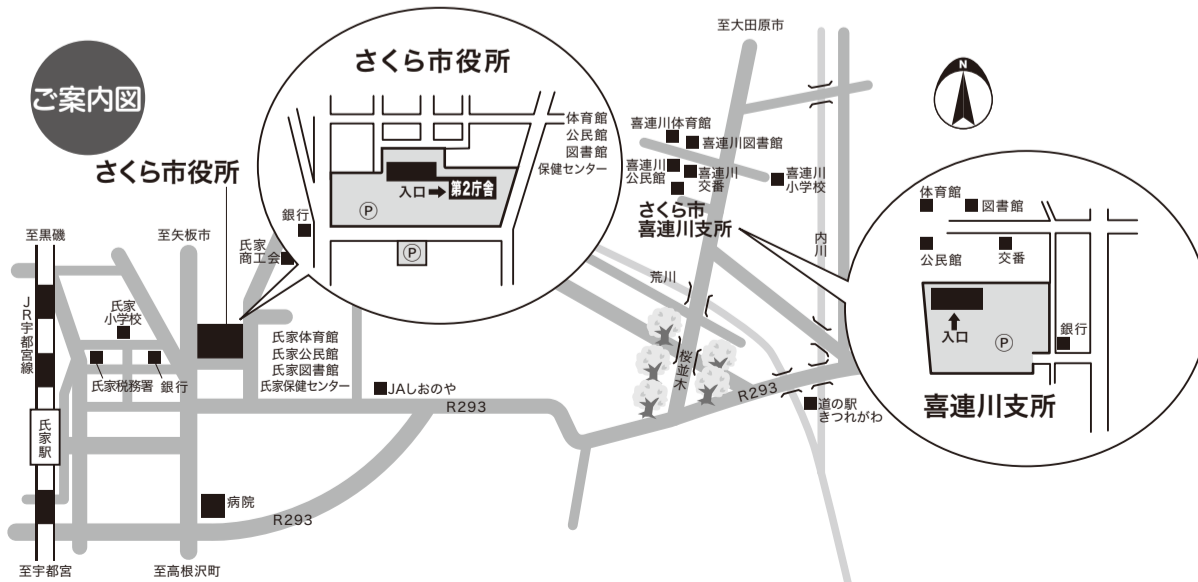 ご案内図
さくら市役所
さくら市役所
体育館
公民館
図書館
保健センター
入口
第2庁舎
P
P
銀行
氏家
商工会
至黒磯
至矢板市
JR宇都宮線
氏家
小学校
氏家税務署
銀行
氏家体育館
氏家公民館
氏家図書館
氏家保健センター
JAしおのや
R293
氏家駅
病院
R293
至宇都宮
至高根沢町
至大田原市
喜連川体育館
喜連川図書館
喜連川
公民館
喜連川
交番
喜連川
小学校
さくら市
喜連川支所
内川
荒川
桜並木
R293
道の駅
きつれがわ
N
体育館
図書館
公民館
交番
入口
P
銀行
喜連川支所